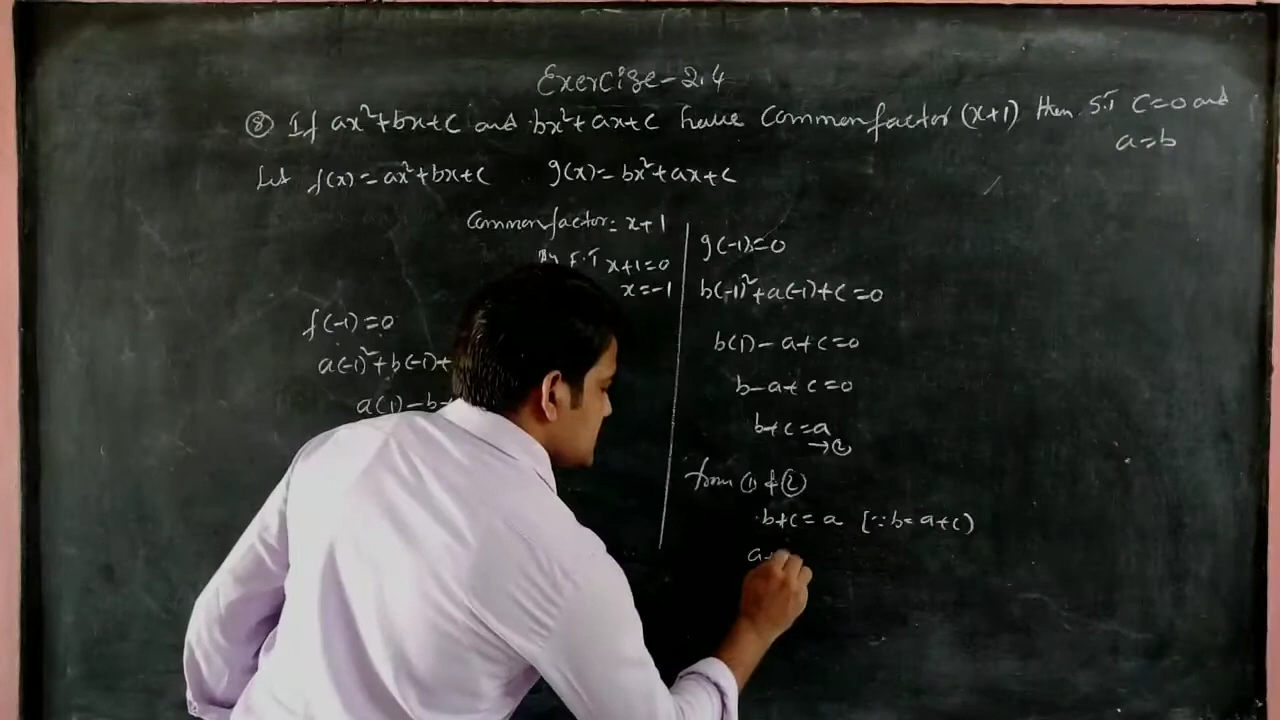 Exercise-2.4
⑧ If ax²+bx+c and bx²+ax+c have Common factor (x+1) then S.T C=0 and
a=b
Let f(x)=ax²+bx+c g(x)=bx²+ax+c
Common factor = x+1
By F.T x+1=0
x=-1
f(-1)=0
a(-1)²+b(-1)+
a(1)-b+
g(-1)=0
b(-1)²+a(-1)+c=0
b(1)-a+c=0
b-a+c=0
b+c=a
→②
from ① & ②
b+c=a [∵b=a+c)
a+